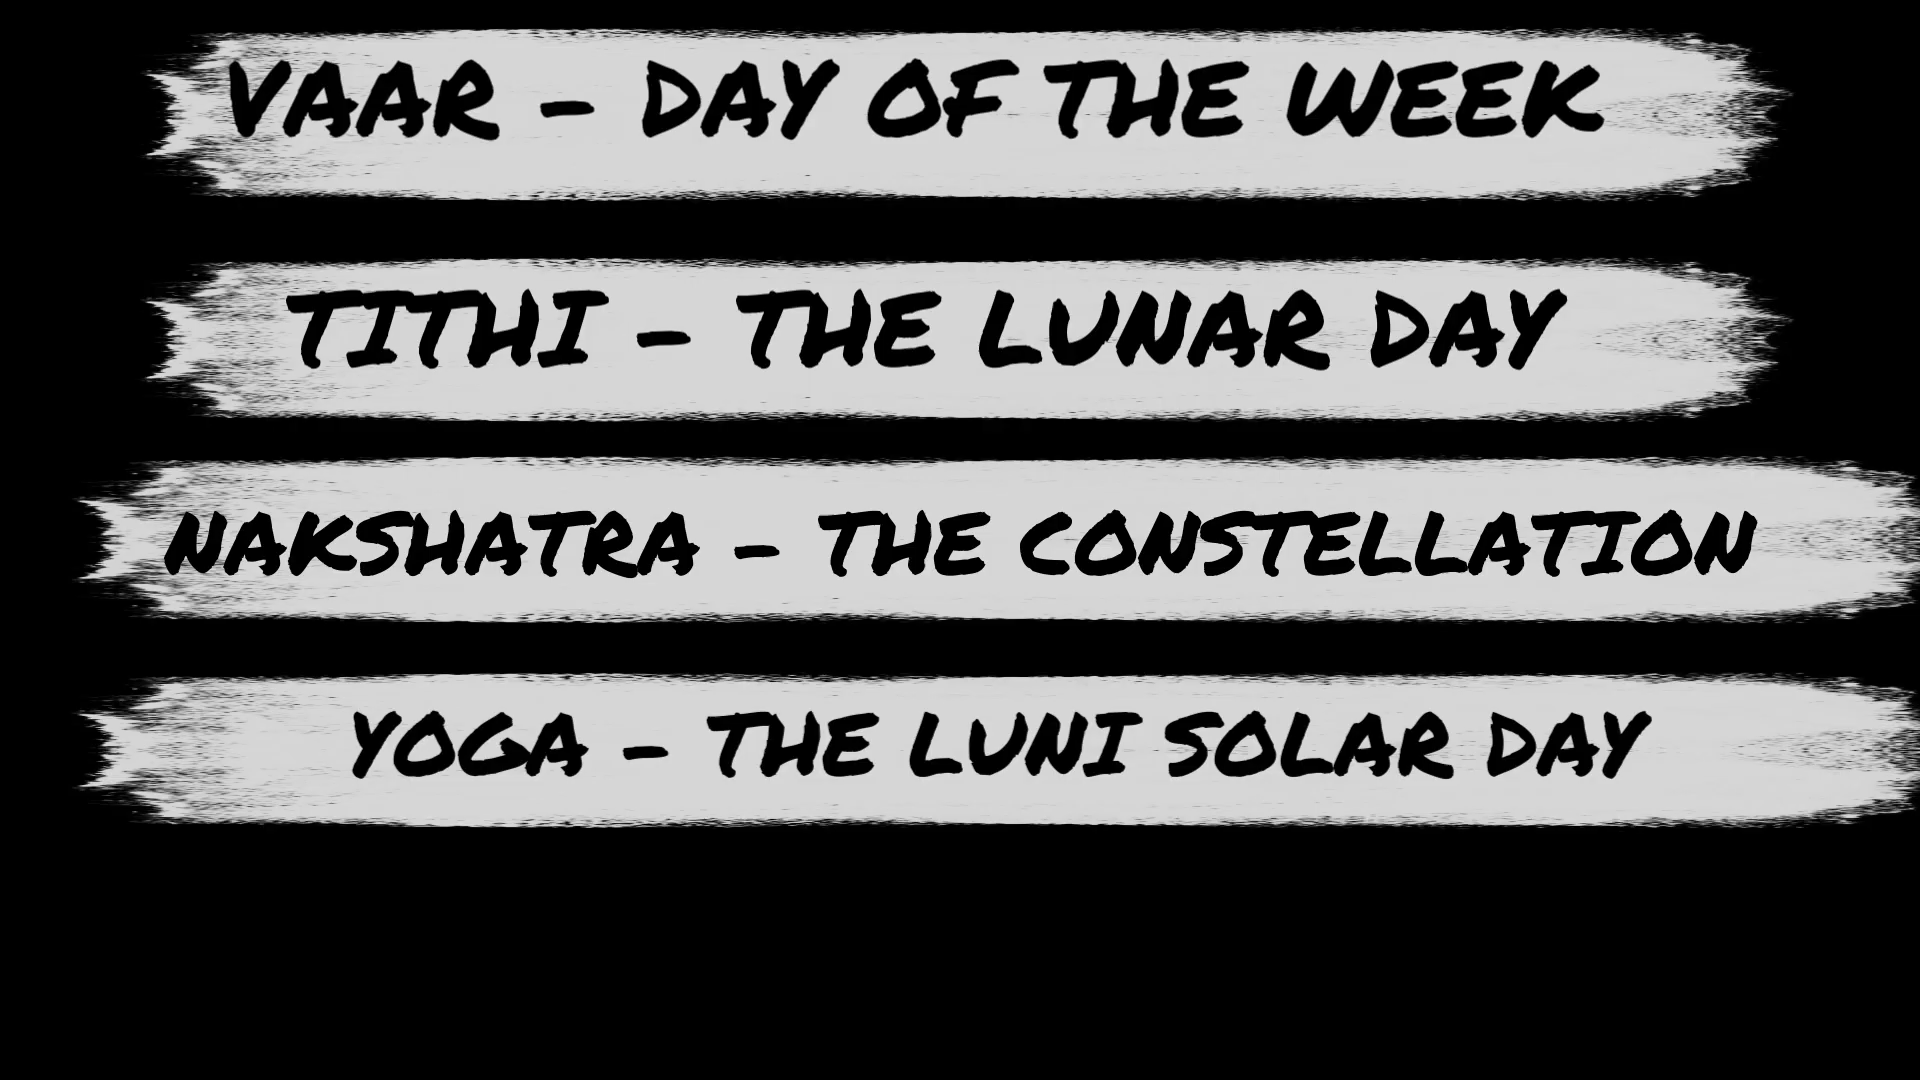 VAAR - DAY OF THE WEEK
TITHI - THE LUNAR DAY
NAKSHATRA - THE CONSTELLATION
YOGA - THE LUNI SOLAR DAY